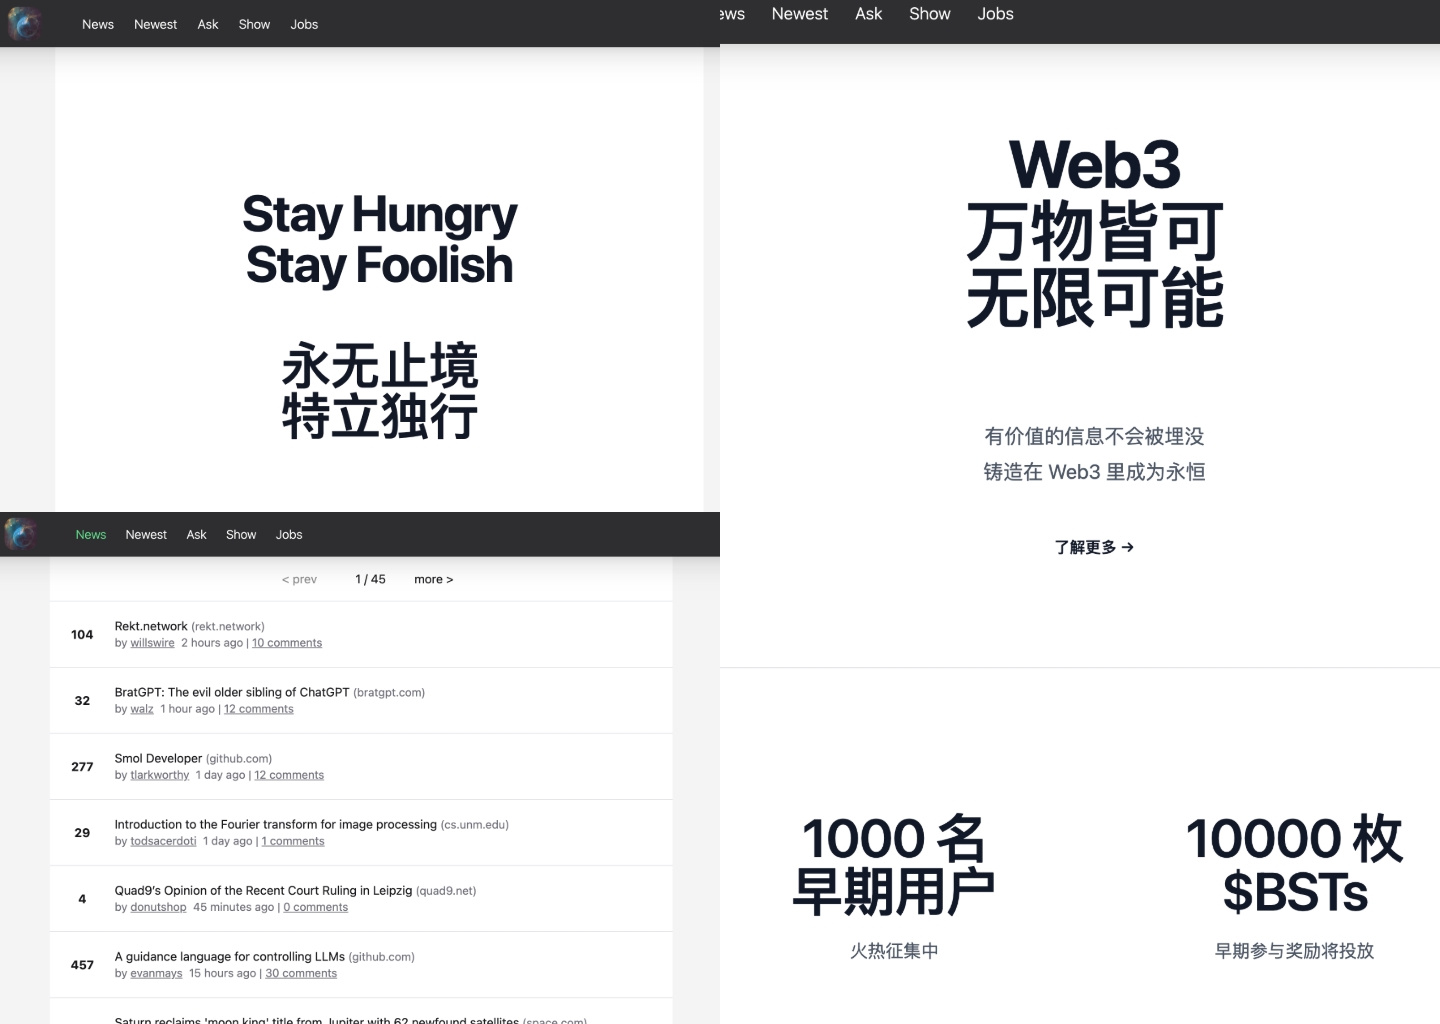 News Newest Ask Show Jobs
Stay Hungry
Stay Foolish
永无止境
特立独行
News Newest Ask Show Jobs
< prev 1 / 45 more >
104 Rekt.network (rekt.network)
by willswire 2 hours ago | 10 comments
32 BratGPT: The evil older sibling of ChatGPT (bratgpt.com)
by walz 1 hour ago | 12 comments
277 Smol Developer (github.com)
by tlarkworthy 1 day ago | 12 comments
29 Introduction to the Fourier transform for image processing (cs.unm.edu)
by todsacerdoti 1 day ago | 1 comments
4 Quad9's Opinion of the Recent Court Ruling in Leipzig (quad9.net)
by donutshop 45 minutes ago | 0 comments
457 A guidance language for controlling LLMs (github.com)
by evanmays 15 hours ago | 30 comments
Saturn reclaims 'moon king' title from Jupiter with 62 newfound satellites (space.com)
ews Newest Ask Show Jobs
Web3
万物皆可
无限可能
有价值的信息不会被埋没
铸造在 Web3 里成为永恒
了解更多 →
1000 名
早期用户
火热征集中
10000 枚
$BSTs
早期参与奖励将投放